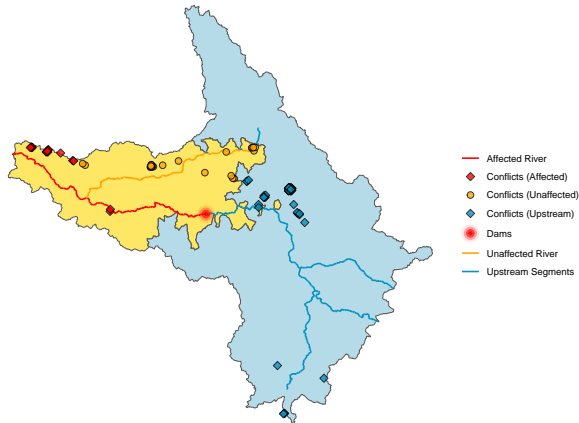 Affected River
Conflicts (Affected)
Conflicts (Unaffected)
Conflicts (Upstream)
Dams
Unaffected River
Upstream Segments